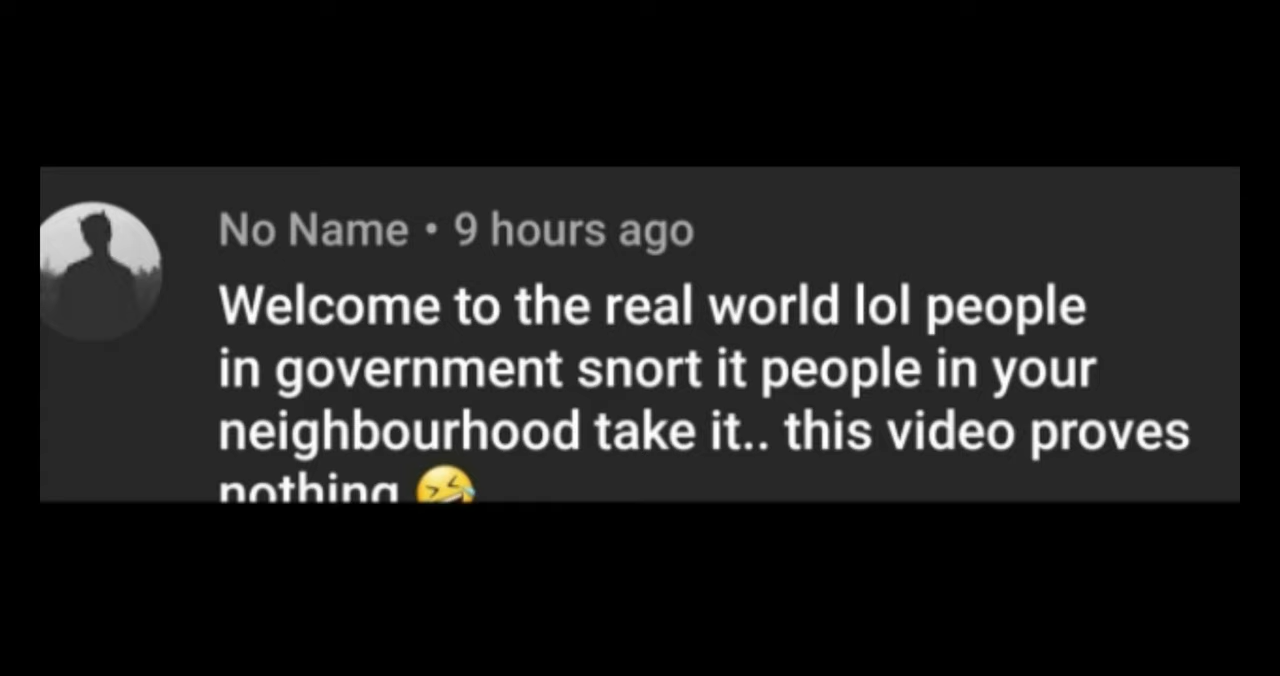 No Name • 9 hours ago
Welcome to the real world lol people
in government snort it people in your
neighbourhood take it.. this video proves
nothing 🤣